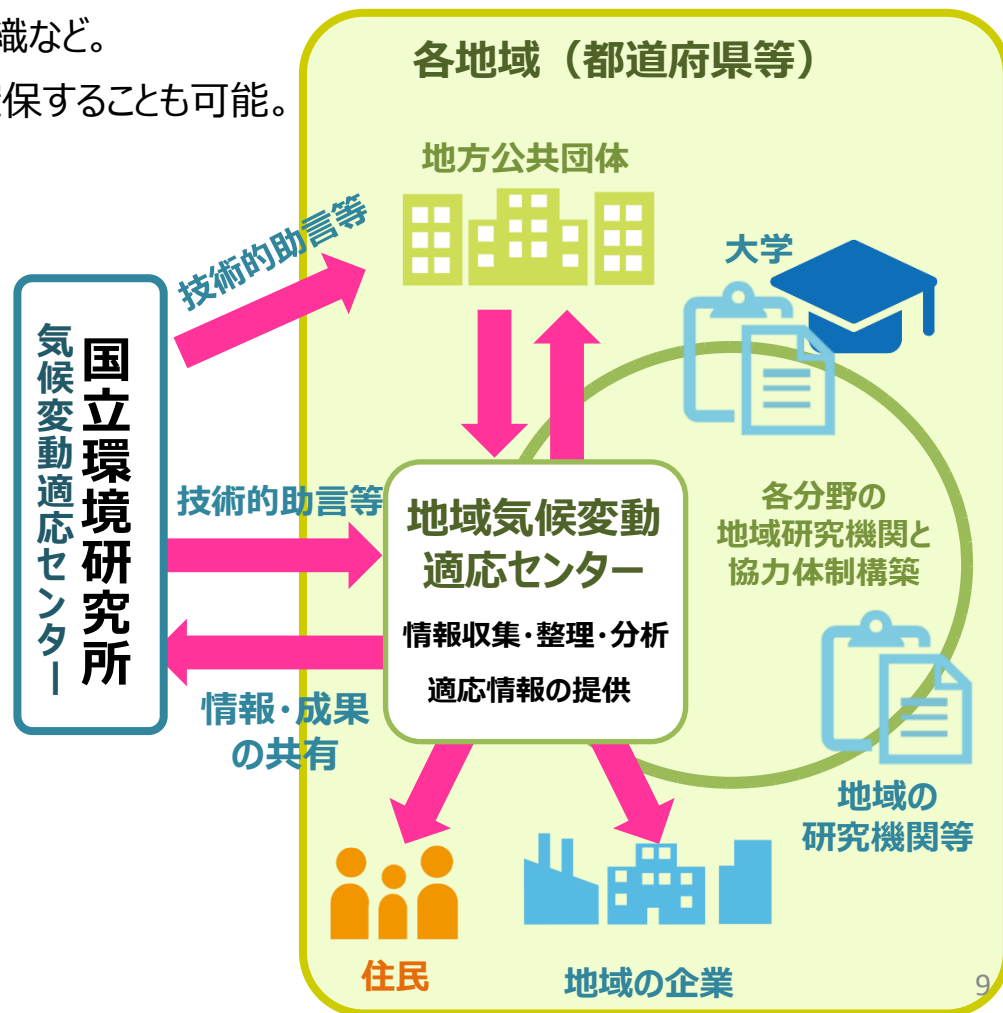 織など。
保することも可能。
各地域（都道府県等）
地方公共団体
技術的助言等
大学
国立環境研究所
気候変動適応センター
技術的助言等
地域気候変動
適応センター
情報収集・整理・分析
適応情報の提供
各分野の
地域研究機関と
協力体制構築
情報・成果
の共有
地域の
研究機関等
住民
地域の企業
9